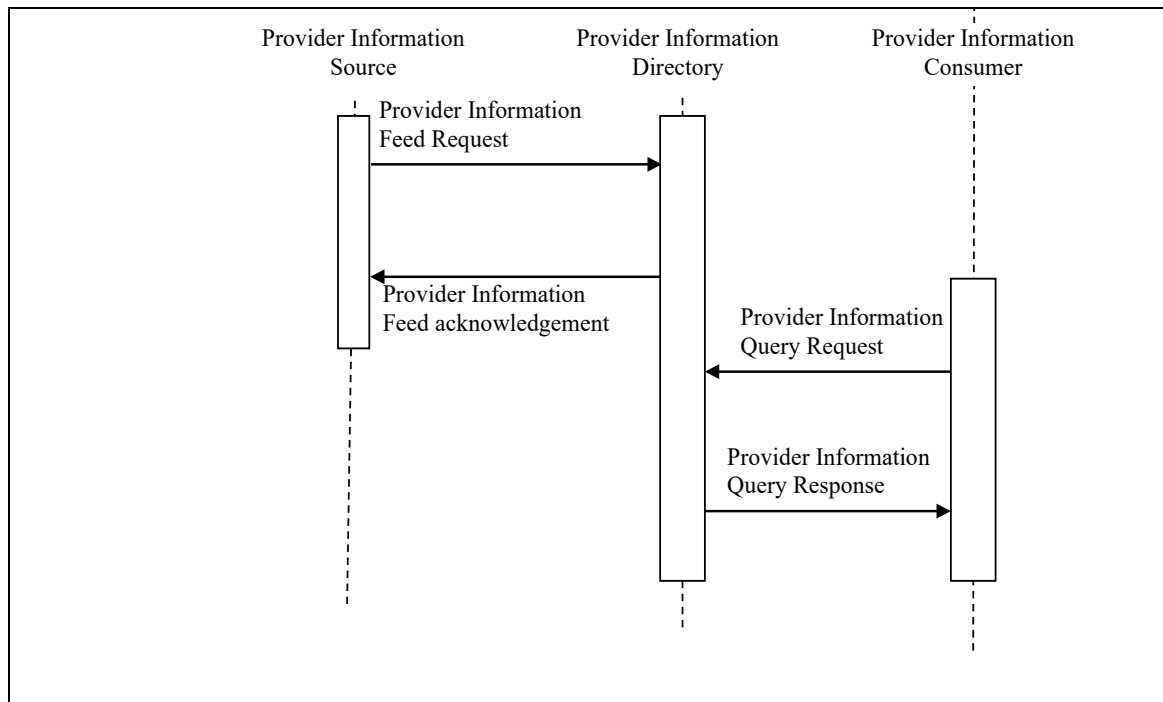 Provider Information
Source
Provider Information
Directory
Provider Information
Consumer
Provider Information
Feed Request
Provider Information
Feed acknowledgement
Provider Information
Query Request
Provider Information
Query Response